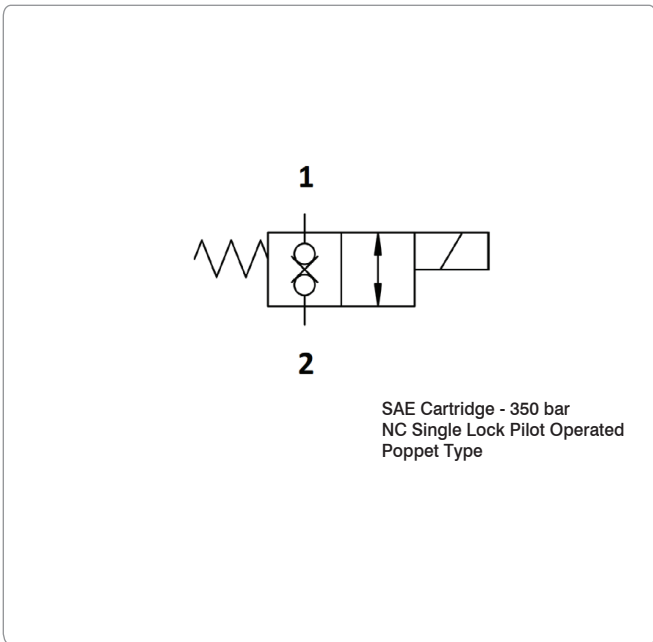 1
2
SAE Cartridge - 350 bar
NC Single Lock Pilot Operated
Poppet Type